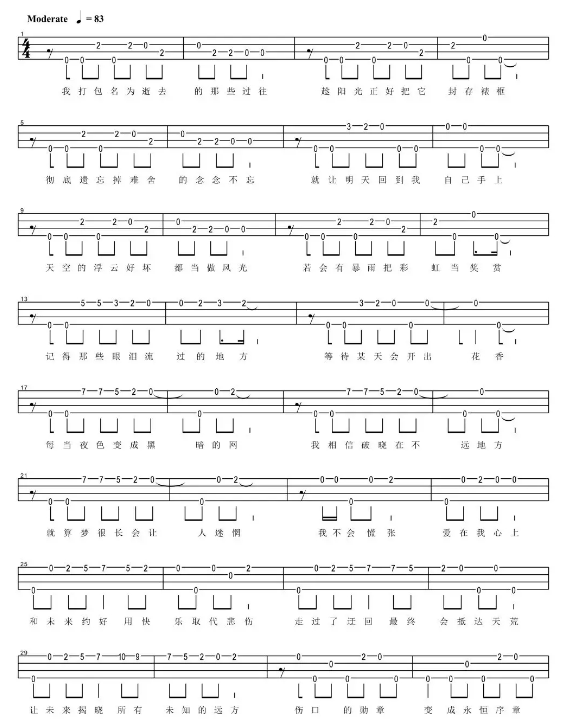 Moderate ♩ = 83
1
我打包名为逝去 的那些过往 趁阳光正好把它 封存裱框
5
彻底遗忘掉难舍 的念念不忘 就让明天回到我 自己手上
9
天空的浮云好坏 都当做风光 若会有暴雨把彩 虹当奖赏
13
记得那些眼泪流 过的地方 等待某天会开出 花香
17
每当夜色变成黑 暗的网 我相信破晓在不 远地方
21
就算梦很长会让 人迷惘 我不会慌张 爱在我心上
25
和未来约好用快 乐取代悲伤 走过了迂回最终 会抵达天荒
29
让未来揭晓所有 未知的远方 伤口的勋章 变成永恒序章